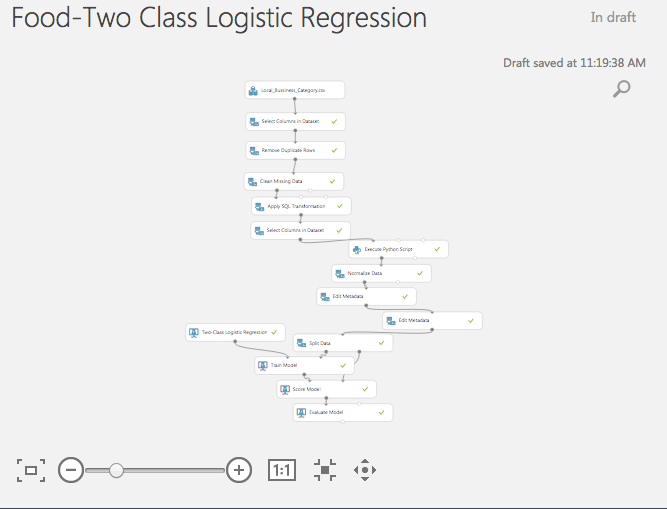 Food-Two Class Logistic Regression
In draft
Draft saved at 11:19:38 AM
Local_Bussiness_Category.csv
Select Columns in Dataset
Remove Duplicate Rows
Clean Missing Data
Apply SQL Transformation
Select Columns in Dataset
Execute Python Script
Normalize Data
Edit Metadata
Edit Metadata
Two-Class Logistic Regression
Split Data
Train Model
Score Model
Evaluate Model
1:1